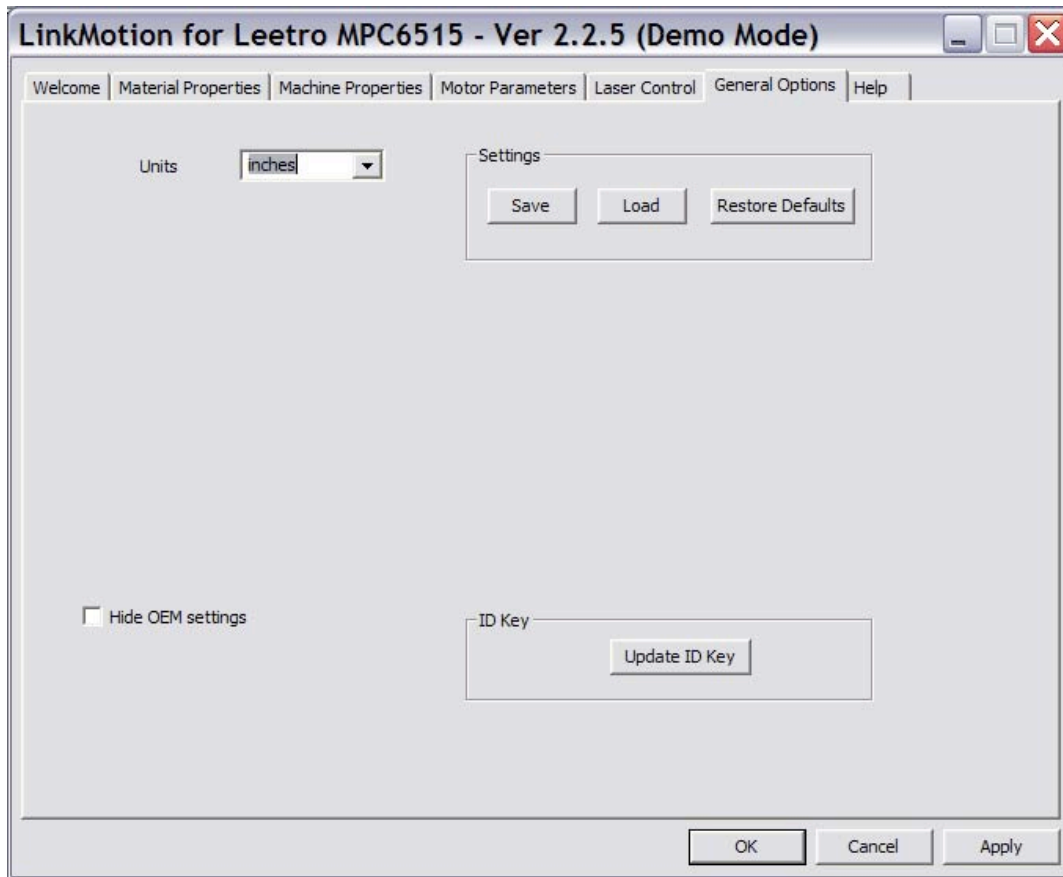 LinkMotion for Leetro MPC6515 - Ver 2.2.5 (Demo Mode)
Welcome Material Properties Machine Properties Motor Parameters Laser Control General Options Help
Units inches
Settings
Save Load Restore Defaults
Hide OEM settings
ID Key
Update ID Key
OK Cancel Apply